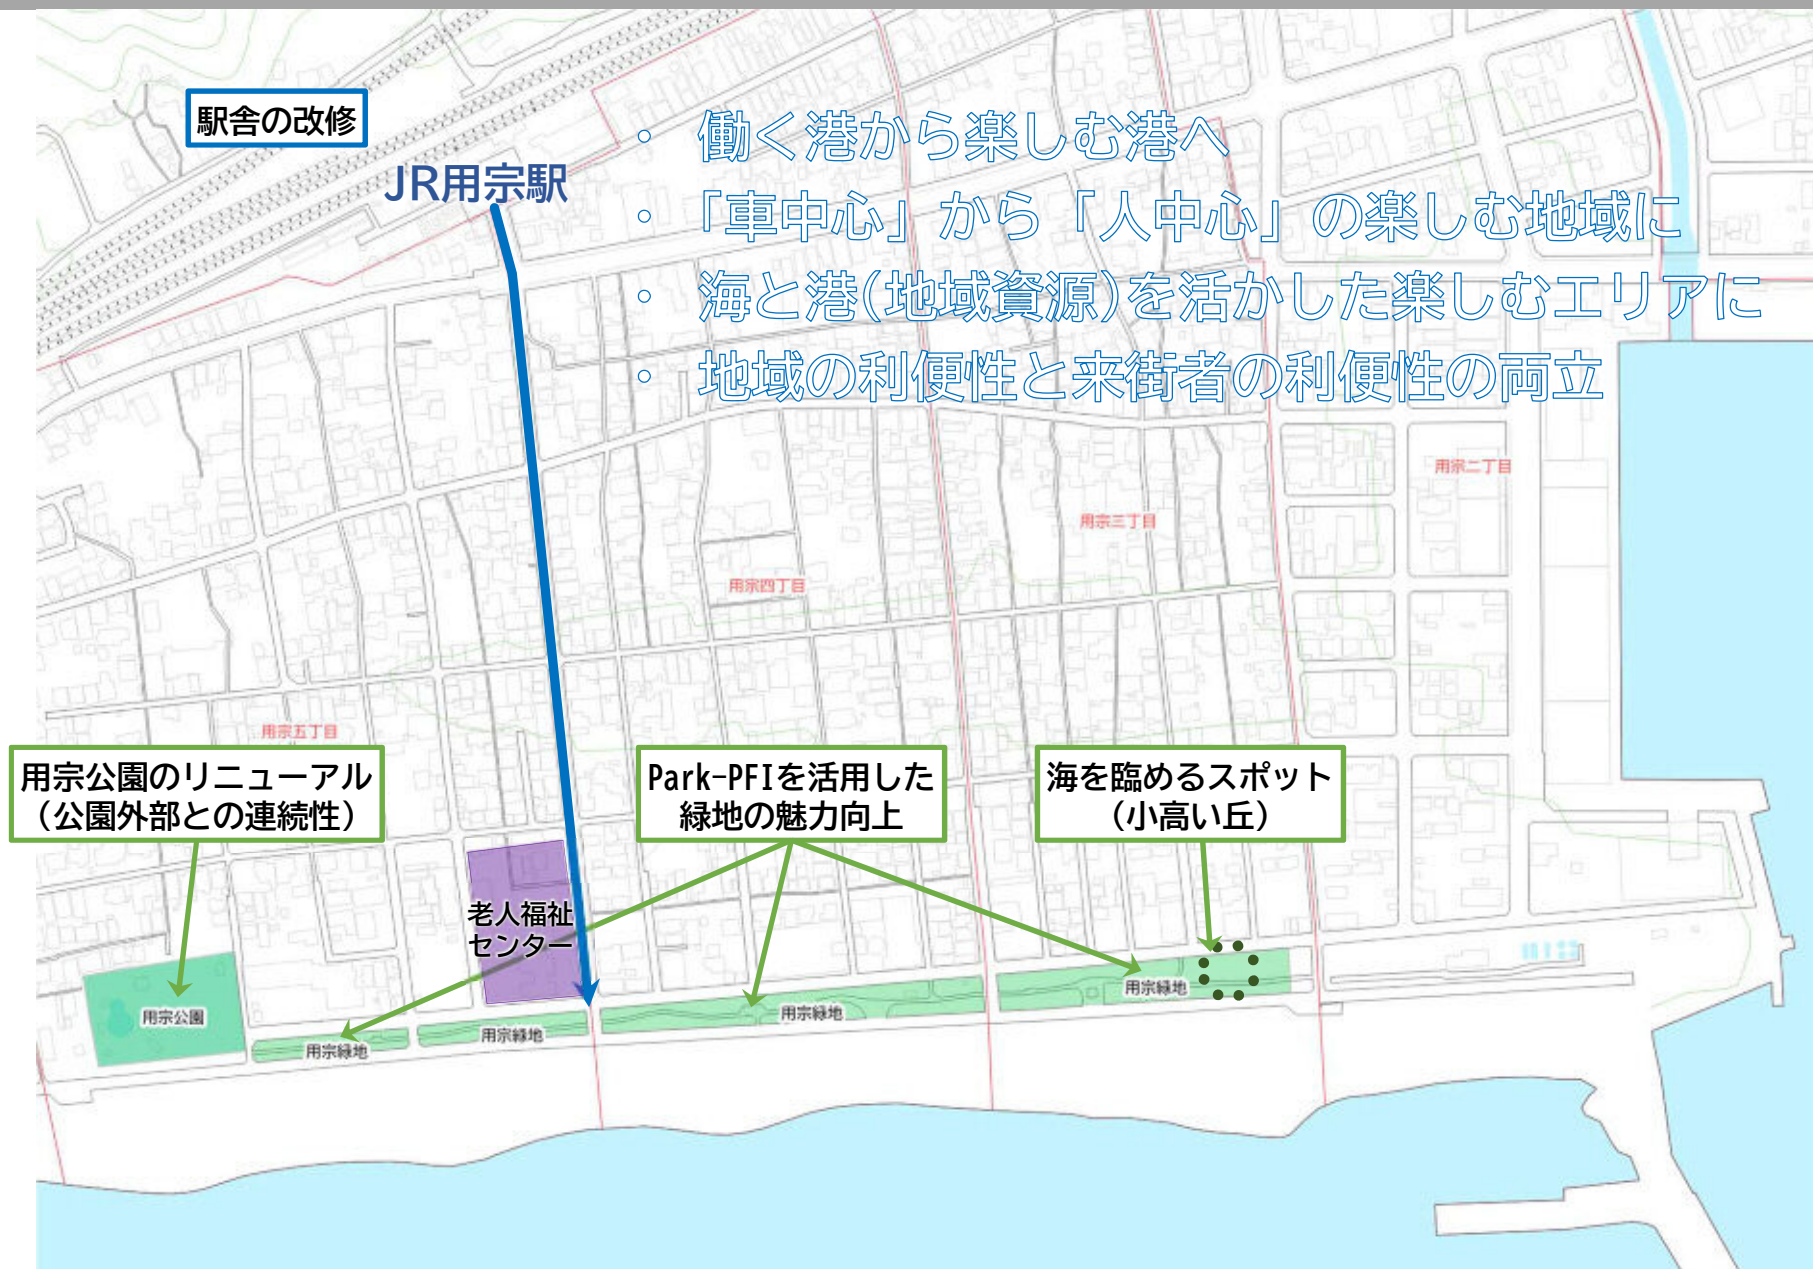 駅舎の改修
JR用宗駅
・ 働く港から楽しむ港へ
・ 「車中心」から「人中心」の楽しむ地域に
・ 海と港(地域資源)を活かした楽しむエリアに
・ 地域の利便性と来街者の利便性の両立
用宗二丁目
用宗三丁目
用宗四丁目
用宗五丁目
用宗公園のリニューアル
（公園外部との連続性）
Park-PFIを活用した
緑地の魅力向上
海を臨めるスポット
（小高い丘）
老人福祉
センター
用宗公園
用宗緑地
用宗緑地
用宗緑地
用宗緑地